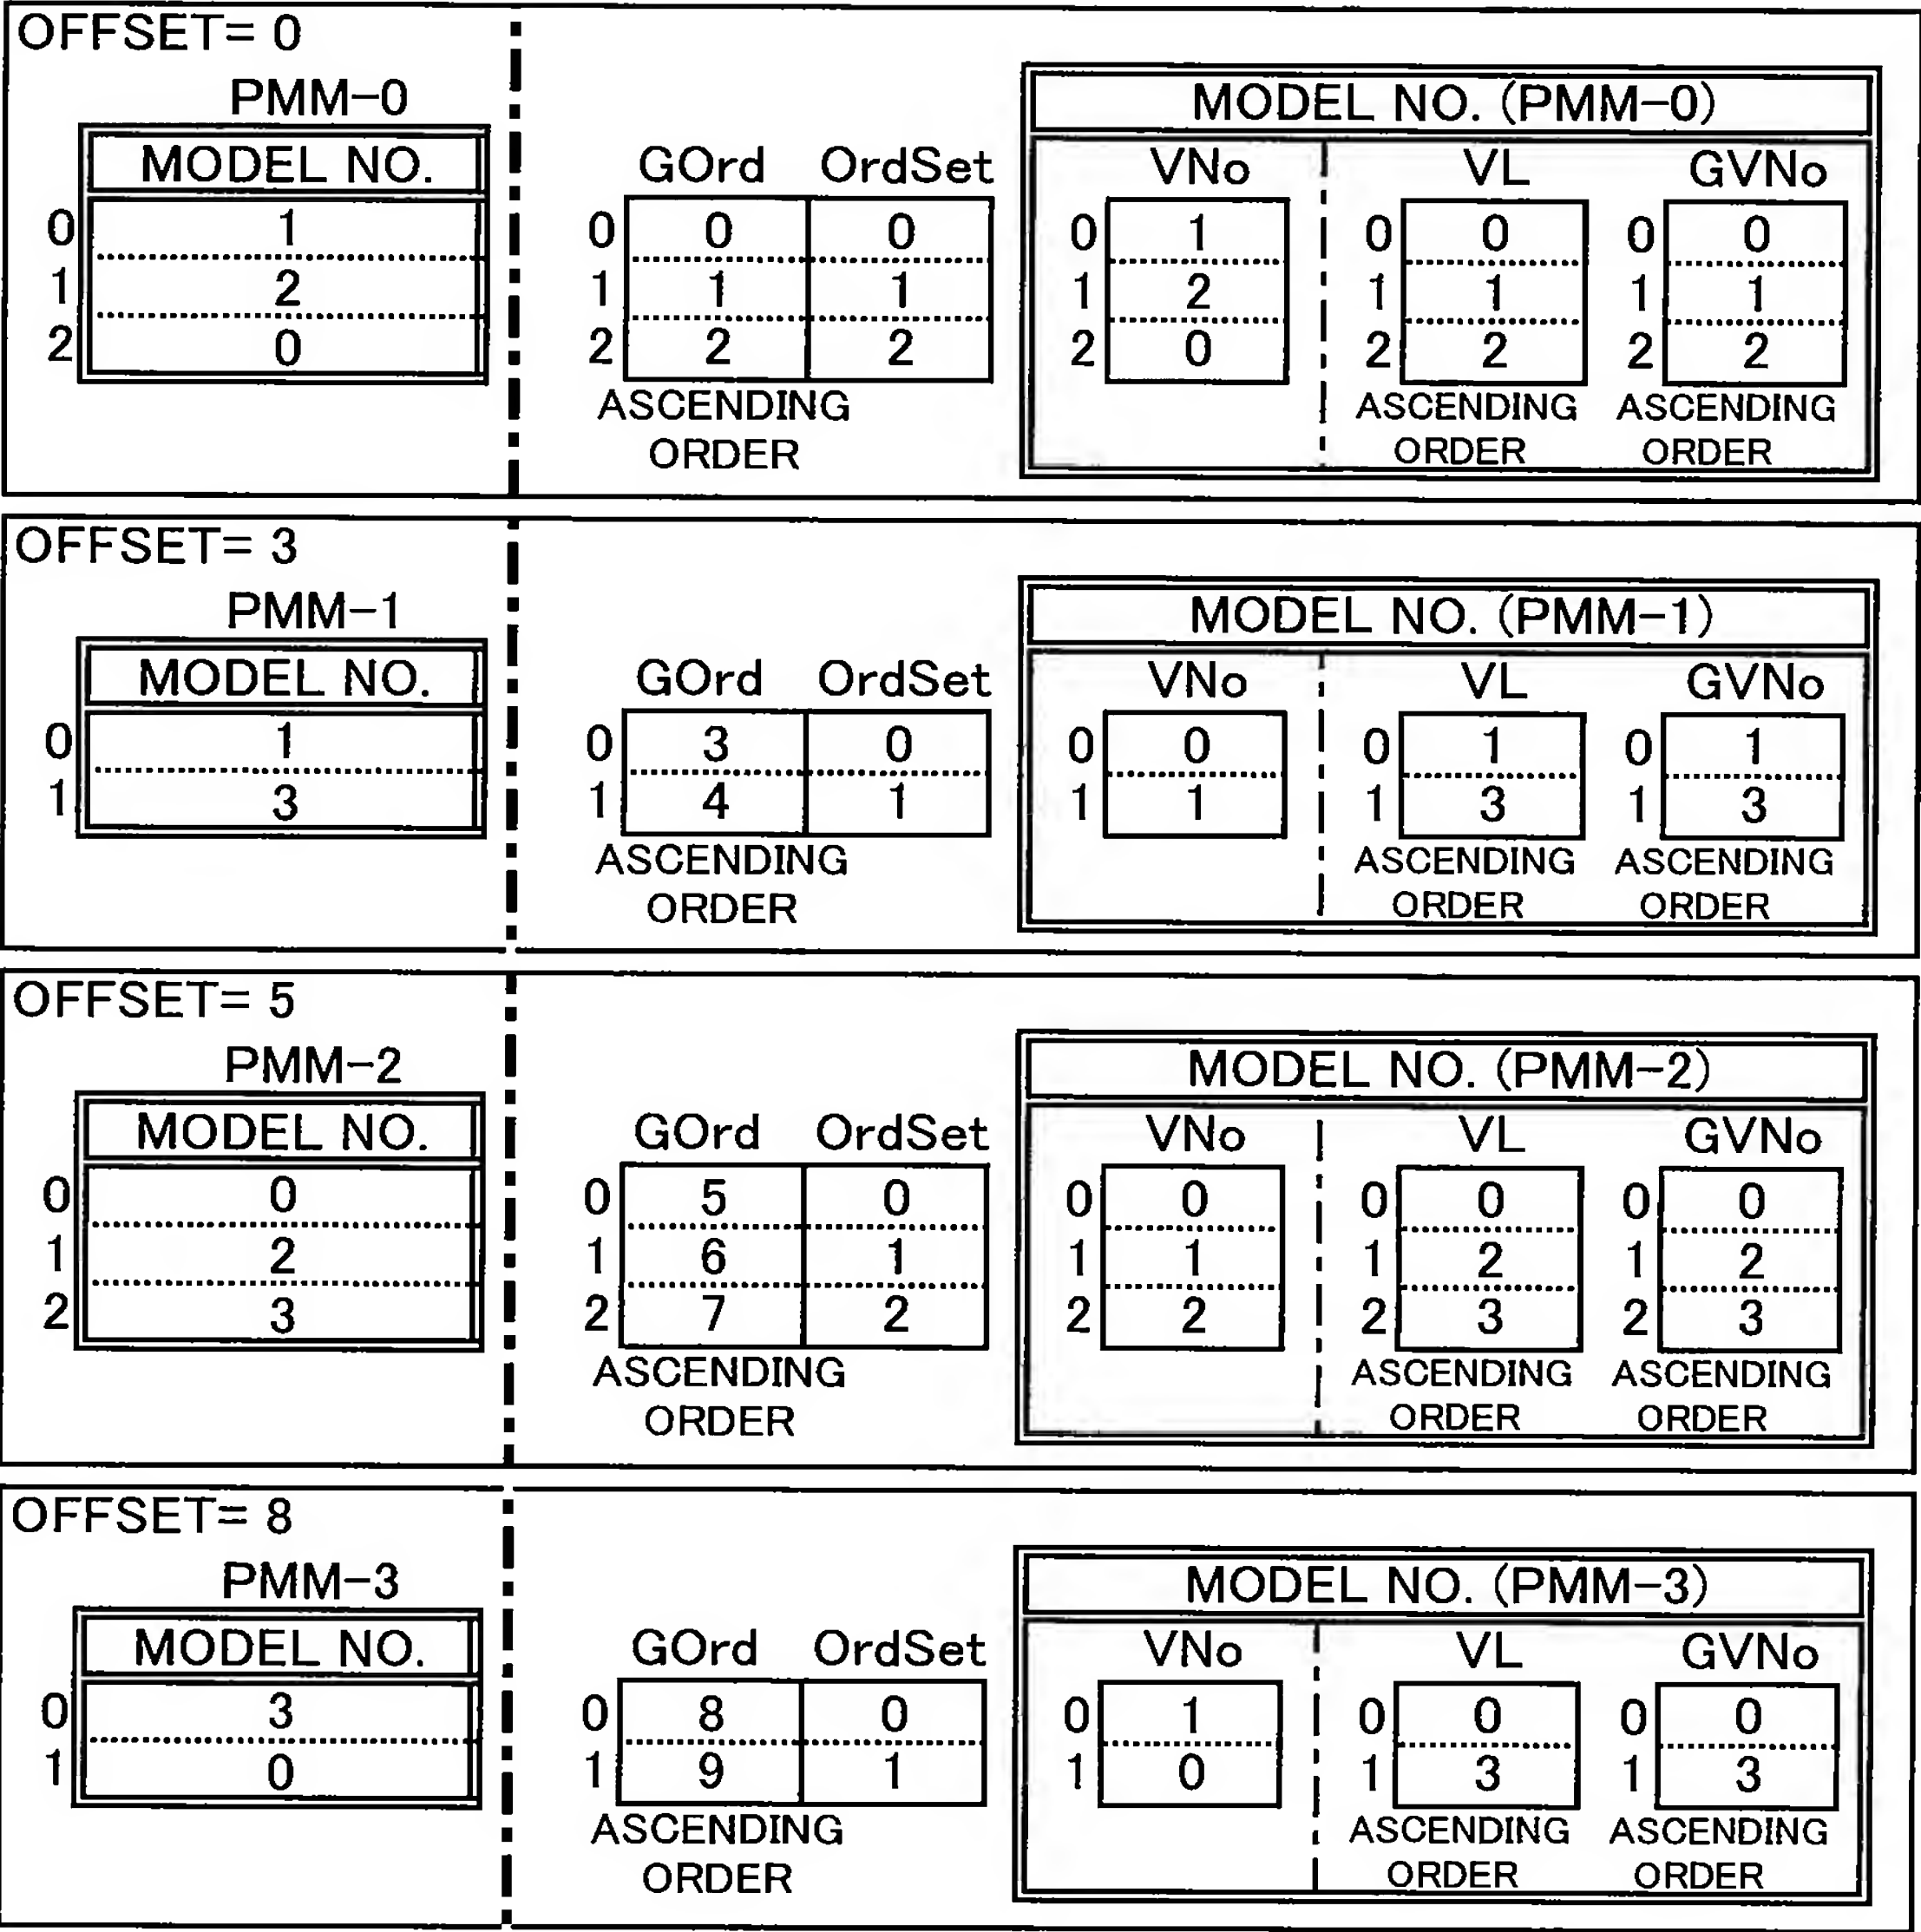 OFFSET= 0
PMM-0
MODEL NO. (PMM-0)
MODEL NO. GOrd OrdSet VNo VL GVNo
0 1 0 0 0 0 1 0 0 0 0
1 2 1 1 1 1 2 1 1 1 1
2 0 2 2 2 2 0 2 2 2 2
ASCENDING ASCENDING ASCENDING
ORDER ORDER ORDER
OFFSET= 3
PMM-1
MODEL NO. (PMM-1)
MODEL NO. GOrd OrdSet VNo VL GVNo
0 1 0 3 0 0 0 0 1 0 1
1 3 1 4 1 1 1 1 3 1 3
ASCENDING ASCENDING ASCENDING
ORDER ORDER ORDER
OFFSET= 5
PMM-2
MODEL NO. (PMM-2)
MODEL NO. GOrd OrdSet VNo VL GVNo
0 0 0 5 0 0 0 0 0 0 0
1 2 1 6 1 1 1 1 2 1 2
2 3 2 7 2 2 2 2 3 2 3
ASCENDING ASCENDING ASCENDING
ORDER ORDER ORDER
OFFSET= 8
PMM-3
MODEL NO. (PMM-3)
MODEL NO. GOrd OrdSet VNo VL GVNo
0 3 0 8 0 0 1 0 0 0 0
1 0 1 9 1 1 0 1 3 1 3
ASCENDING ASCENDING ASCENDING
ORDER ORDER ORDER